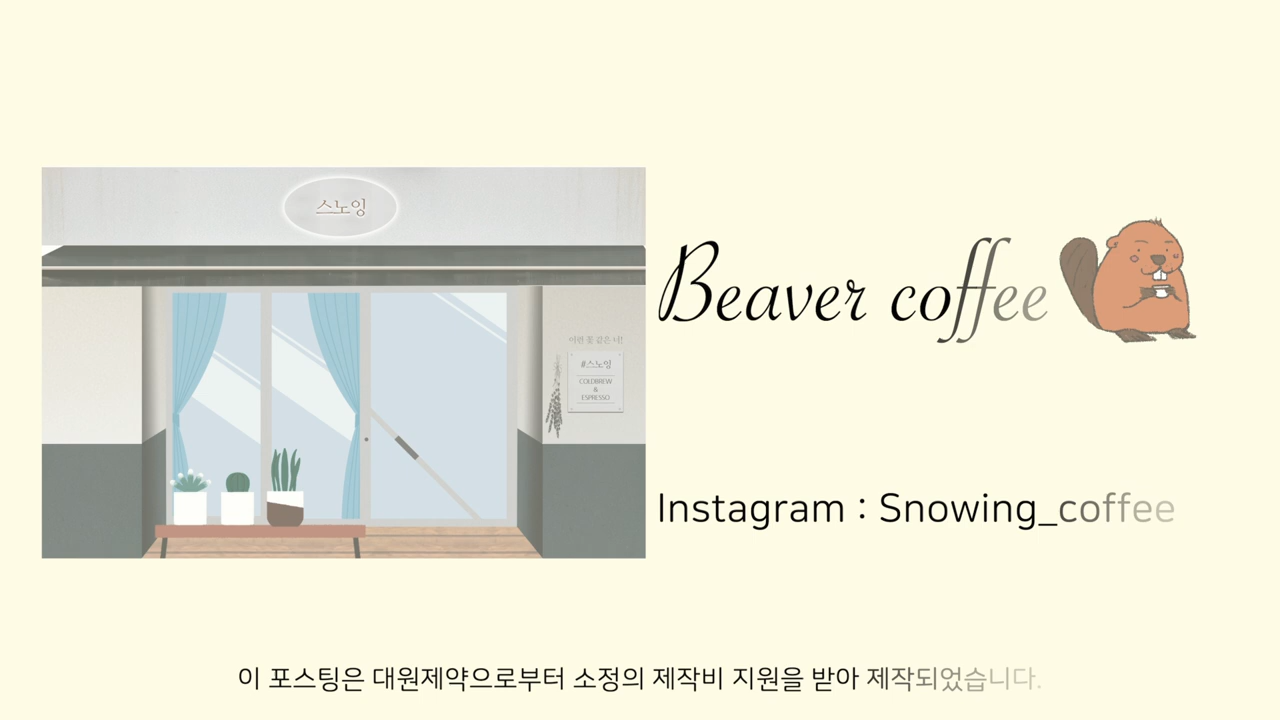 스노잉
이런 꽃 같은 너!
#스노잉
COLDBREW
&
ESPRESSO
Beaver coffee
Instagram : Snowing_coffee
이 포스팅은 대원제약으로부터 소정의 제작비 지원을 받아 제작되었습니다.